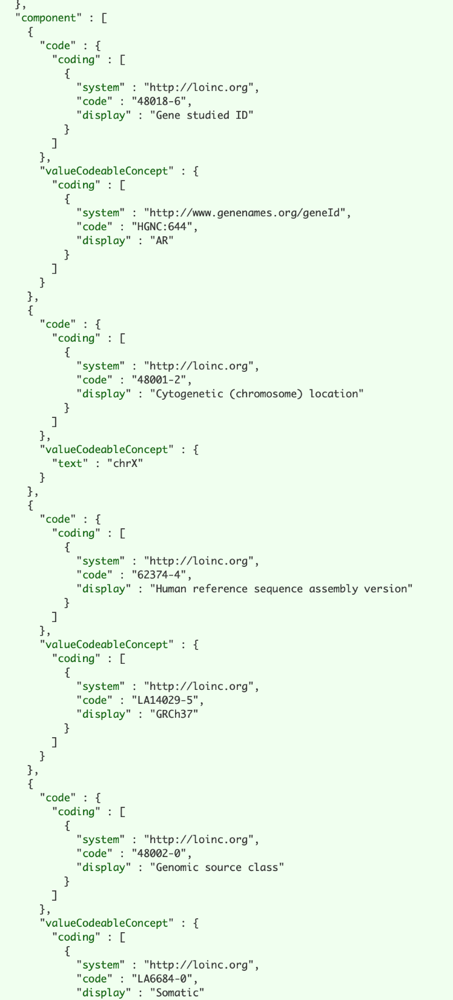 },
"component" : [
{
"code" : {
"coding" : [
{
"system" : "http://loinc.org",
"code" : "48018-6",
"display" : "Gene studied ID"
}
]
},
"valueCodeableConcept" : {
"coding" : [
{
"system" : "http://www.genenames.org/geneId",
"code" : "HGNC:644",
"display" : "AR"
}
]
}
},
{
"code" : {
"coding" : [
{
"system" : "http://loinc.org",
"code" : "48001-2",
"display" : "Cytogenetic (chromosome) location"
}
]
},
"valueCodeableConcept" : {
"text" : "chrX"
}
},
{
"code" : {
"coding" : [
{
"system" : "http://loinc.org",
"code" : "62374-4",
"display" : "Human reference sequence assembly version"
}
]
},
"valueCodeableConcept" : {
"coding" : [
{
"system" : "http://loinc.org",
"code" : "LA14029-5",
"display" : "GRCh37"
}
]
}
},
{
"code" : {
"coding" : [
{
"system" : "http://loinc.org",
"code" : "48002-0",
"display" : "Genomic source class"
}
]
},
"valueCodeableConcept" : {
"coding" : [
{
"system" : "http://loinc.org",
"code" : "LA6684-0",
"display" : "Somatic"